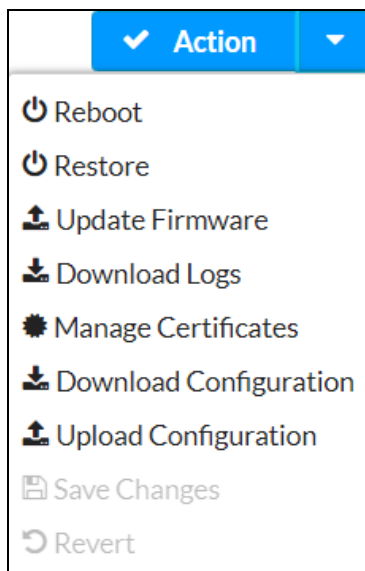 Action
Reboot
Restore
Update Firmware
Download Logs
Manage Certificates
Download Configuration
Upload Configuration
Save Changes
Revert